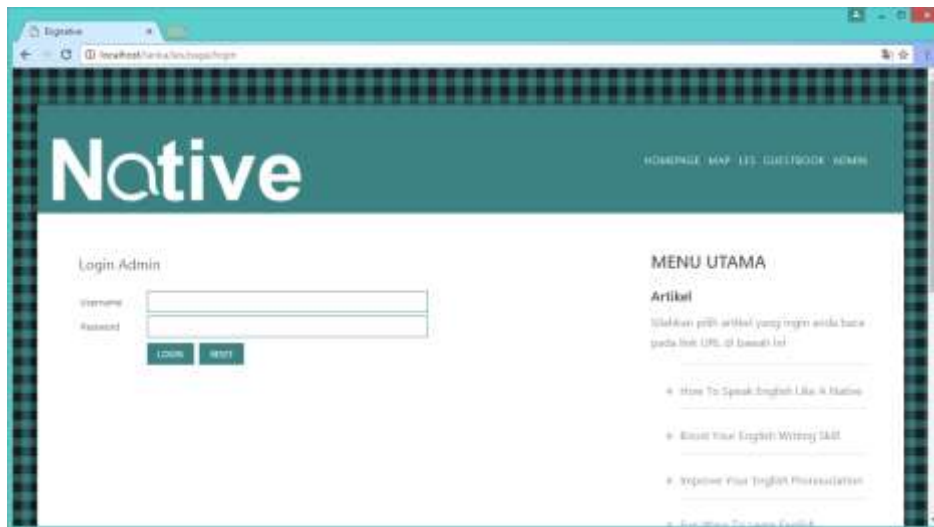 localhost
Native
HOMEPAGE MAP LES GUESTBOOK ADMIN
Login Admin
Username
Password
LOGIN RESET
MENU UTAMA
Artikel
Silahkan pilih artikel yang ingin anda baca
pada link URL di bawah ini
How To Speak English Like A Native
Boost Your English Writing Skill
Improve Your English Pronunciation